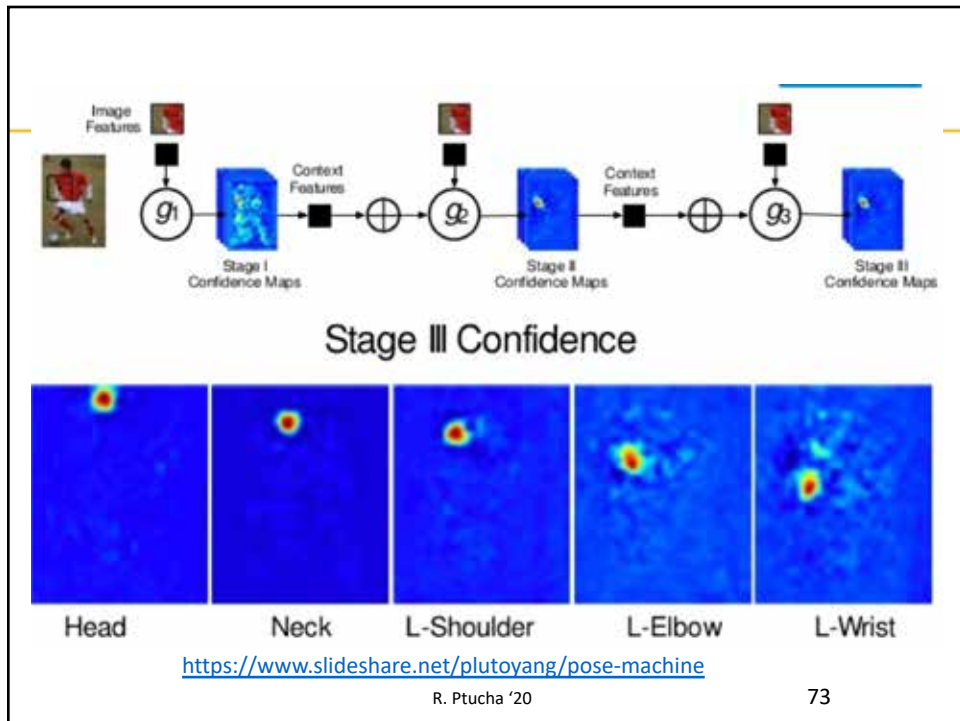 Image
Features
Context
Features
Context
Features
g1
g2
g3
Stage I
Confidence Maps
Stage II
Confidence Maps
Stage III
Confidence Maps
Stage III Confidence
Head Neck L-Shoulder L-Elbow L-Wrist
https://www.slideshare.net/plutoyang/pose-machine
R. Ptucha ‘20 73